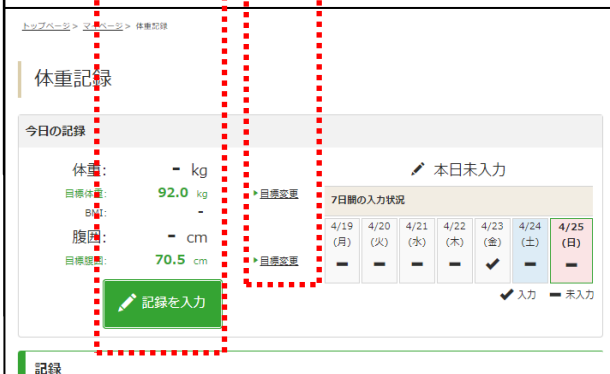 トップページ > マイページ > 体重記録
体重記録
今日の記録
体重: - kg
目標体重: 92.0 kg 目標変更
BMI: -
腹囲: - cm
目標腹囲: 70.5 cm 目標変更
記録を入力
本日未入力
7日間の入力状況
4/19 4/20 4/21 4/22 4/23 4/24 4/25
(月) (火) (水) (木) (金) (土) (日)
入力 未入力
記録